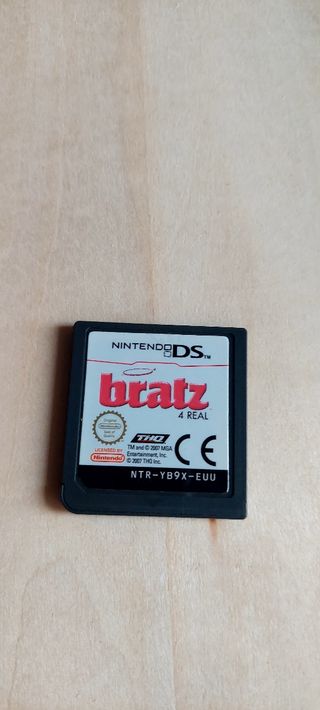 NINTENDO DS™
bratz
4 REAL
LICENSED BY
Nintendo
THQ
TM and © 2007 MGA
Entertainment, Inc.
© 2007 THQ Inc.
CE
NTR-YB9X-EUU